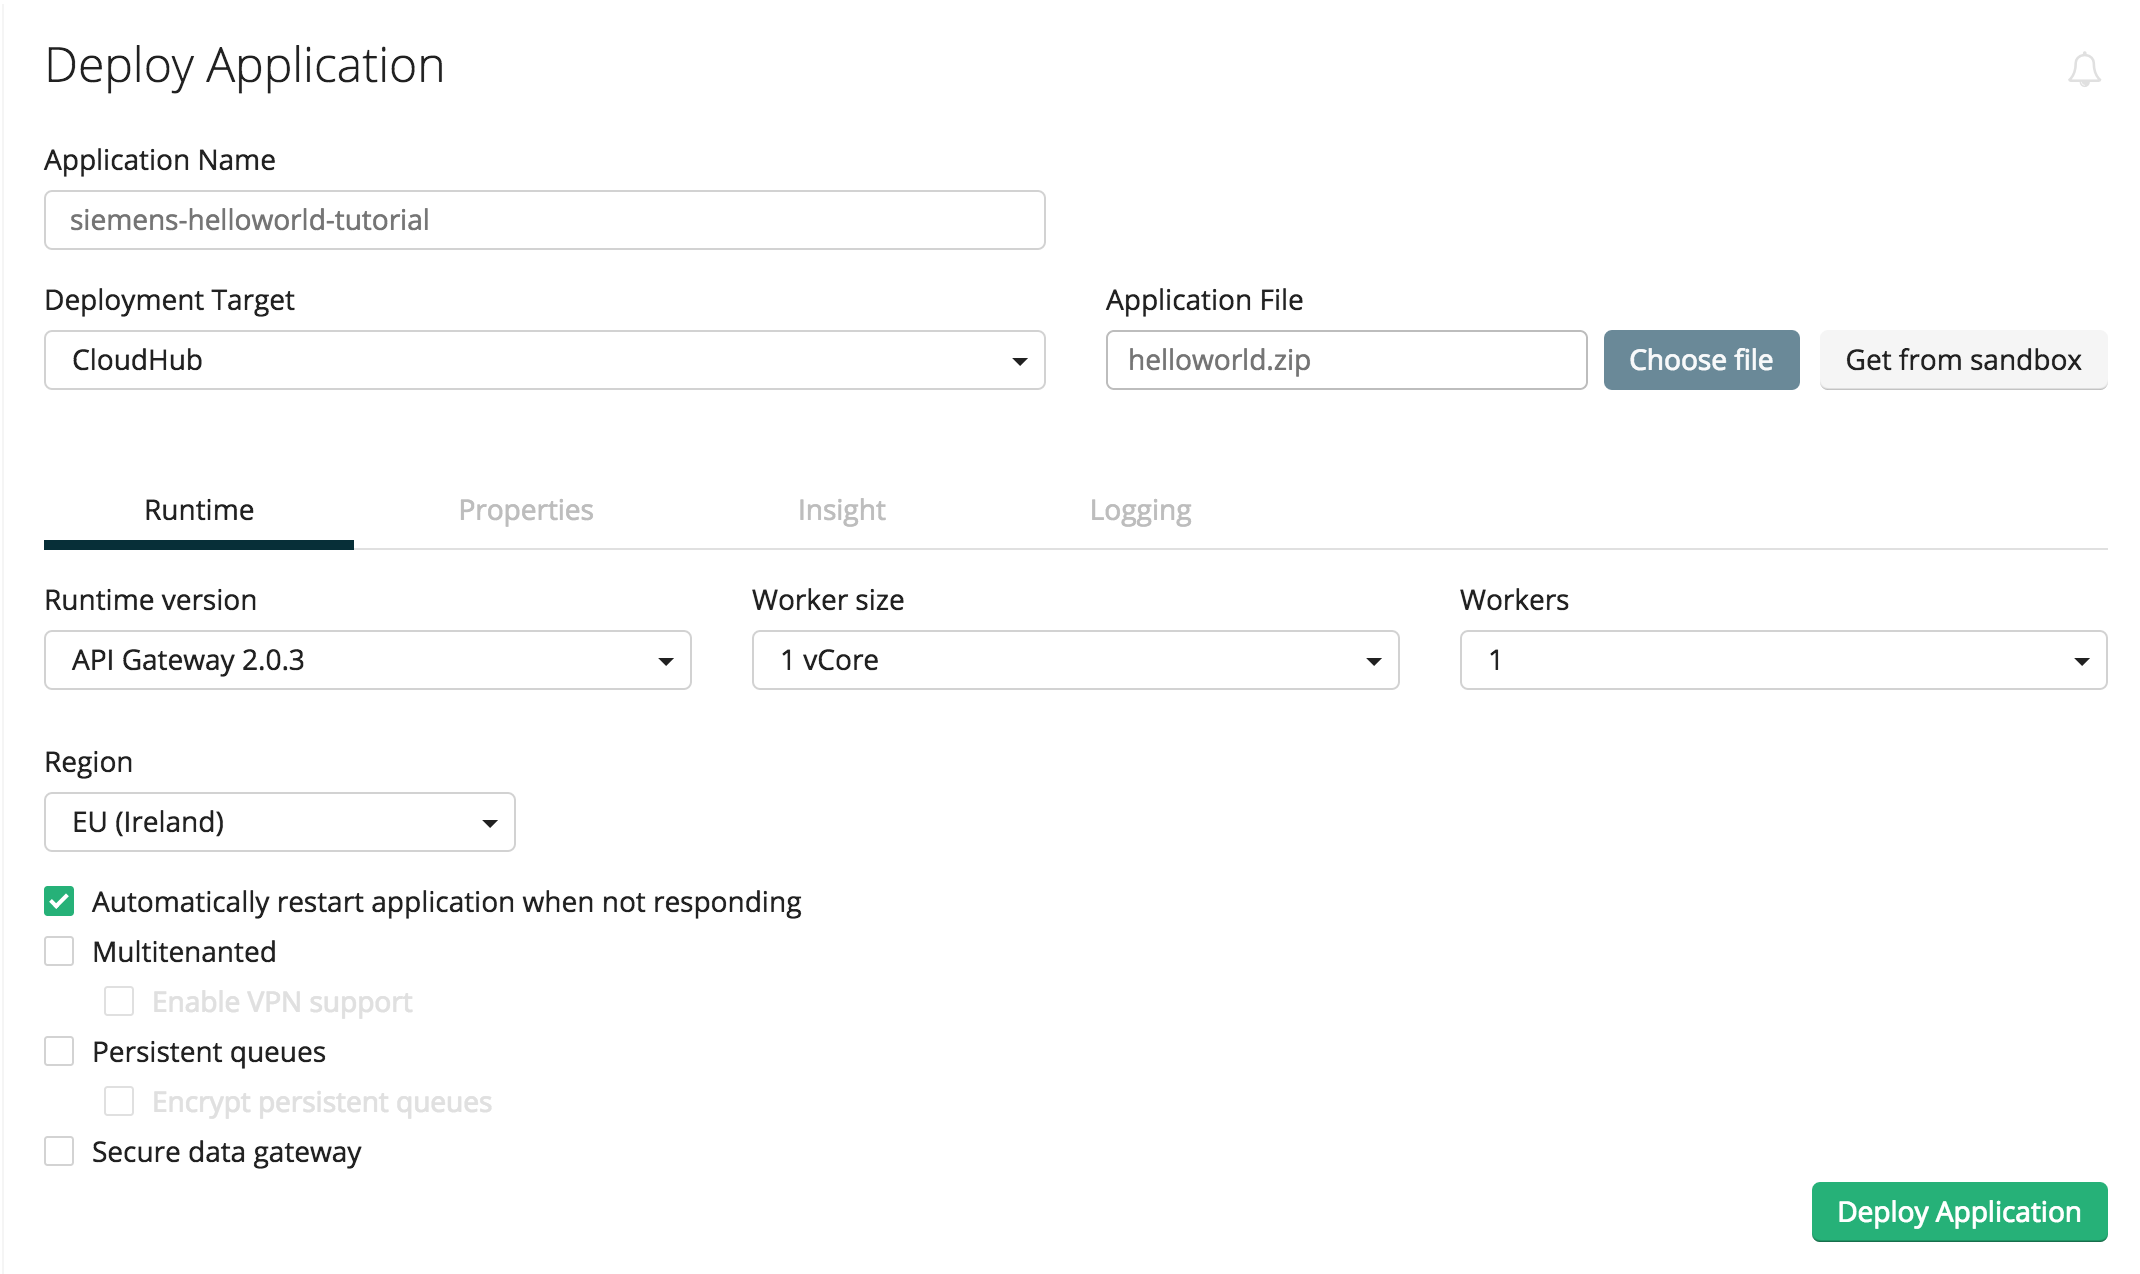 Deploy Application
Application Name
siemens-helloworld-tutorial
Deployment Target
Application File
CloudHub
helloworld.zip
Choose file
Get from sandbox
Runtime
Properties
Insight
Logging
Runtime version
Worker size
Workers
API Gateway 2.0.3
1 vCore
1
Region
EU (Ireland)
Automatically restart application when not responding
Multitenanted
Enable VPN support
Persistent queues
Encrypt persistent queues
Secure data gateway
Deploy Application